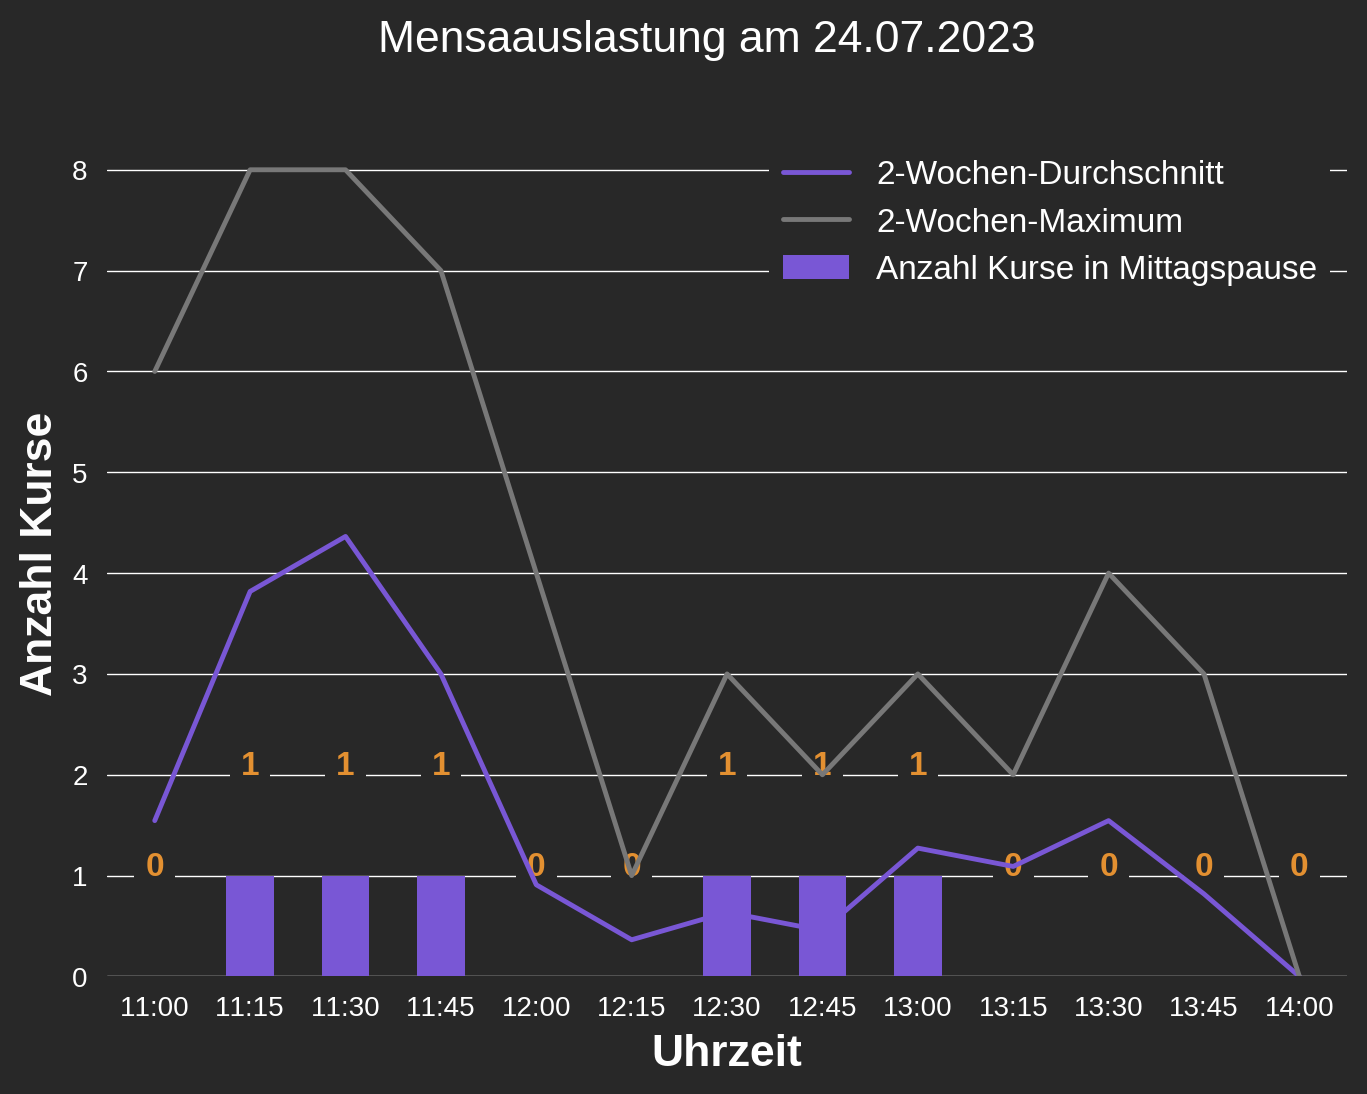 Mensaauslastung am 24.07.2023
2-Wochen-Durchschnitt
2-Wochen-Maximum
Anzahl Kurse in Mittagspause
Anzahl Kurse
8
7
6
5
4
3
2
1
0
0 1 1 1 0 0 1 1 1 0 0 0 0
11:00 11:15 11:30 11:45 12:00 12:15 12:30 12:45 13:00 13:15 13:30 13:45 14:00
Uhrzeit